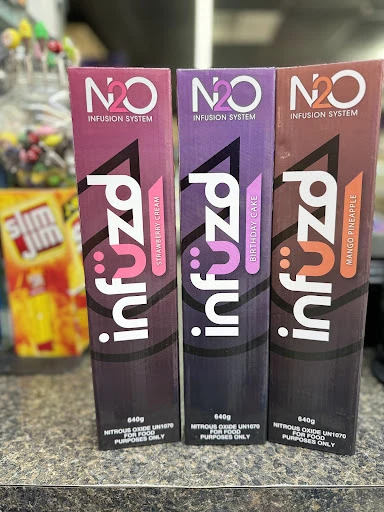 N2O
INFUSION SYSTEM
infüzd
STRAWBERRY CREAM
640g
NITROUS OXIDE UN1070
FOR FOOD
PURPOSES ONLY
N2O
INFUSION SYSTEM
infüzd
BIRTHDAY CAKE
640g
NITROUS OXIDE UN1070
FOR FOOD
PURPOSES ONLY
N2O
INFUSION SYSTEM
infüzd
MANGO PINEAPPLE
640g
NITROUS OXIDE UN1070
FOR FOOD
PURPOSES ONLY
Slim
Jim